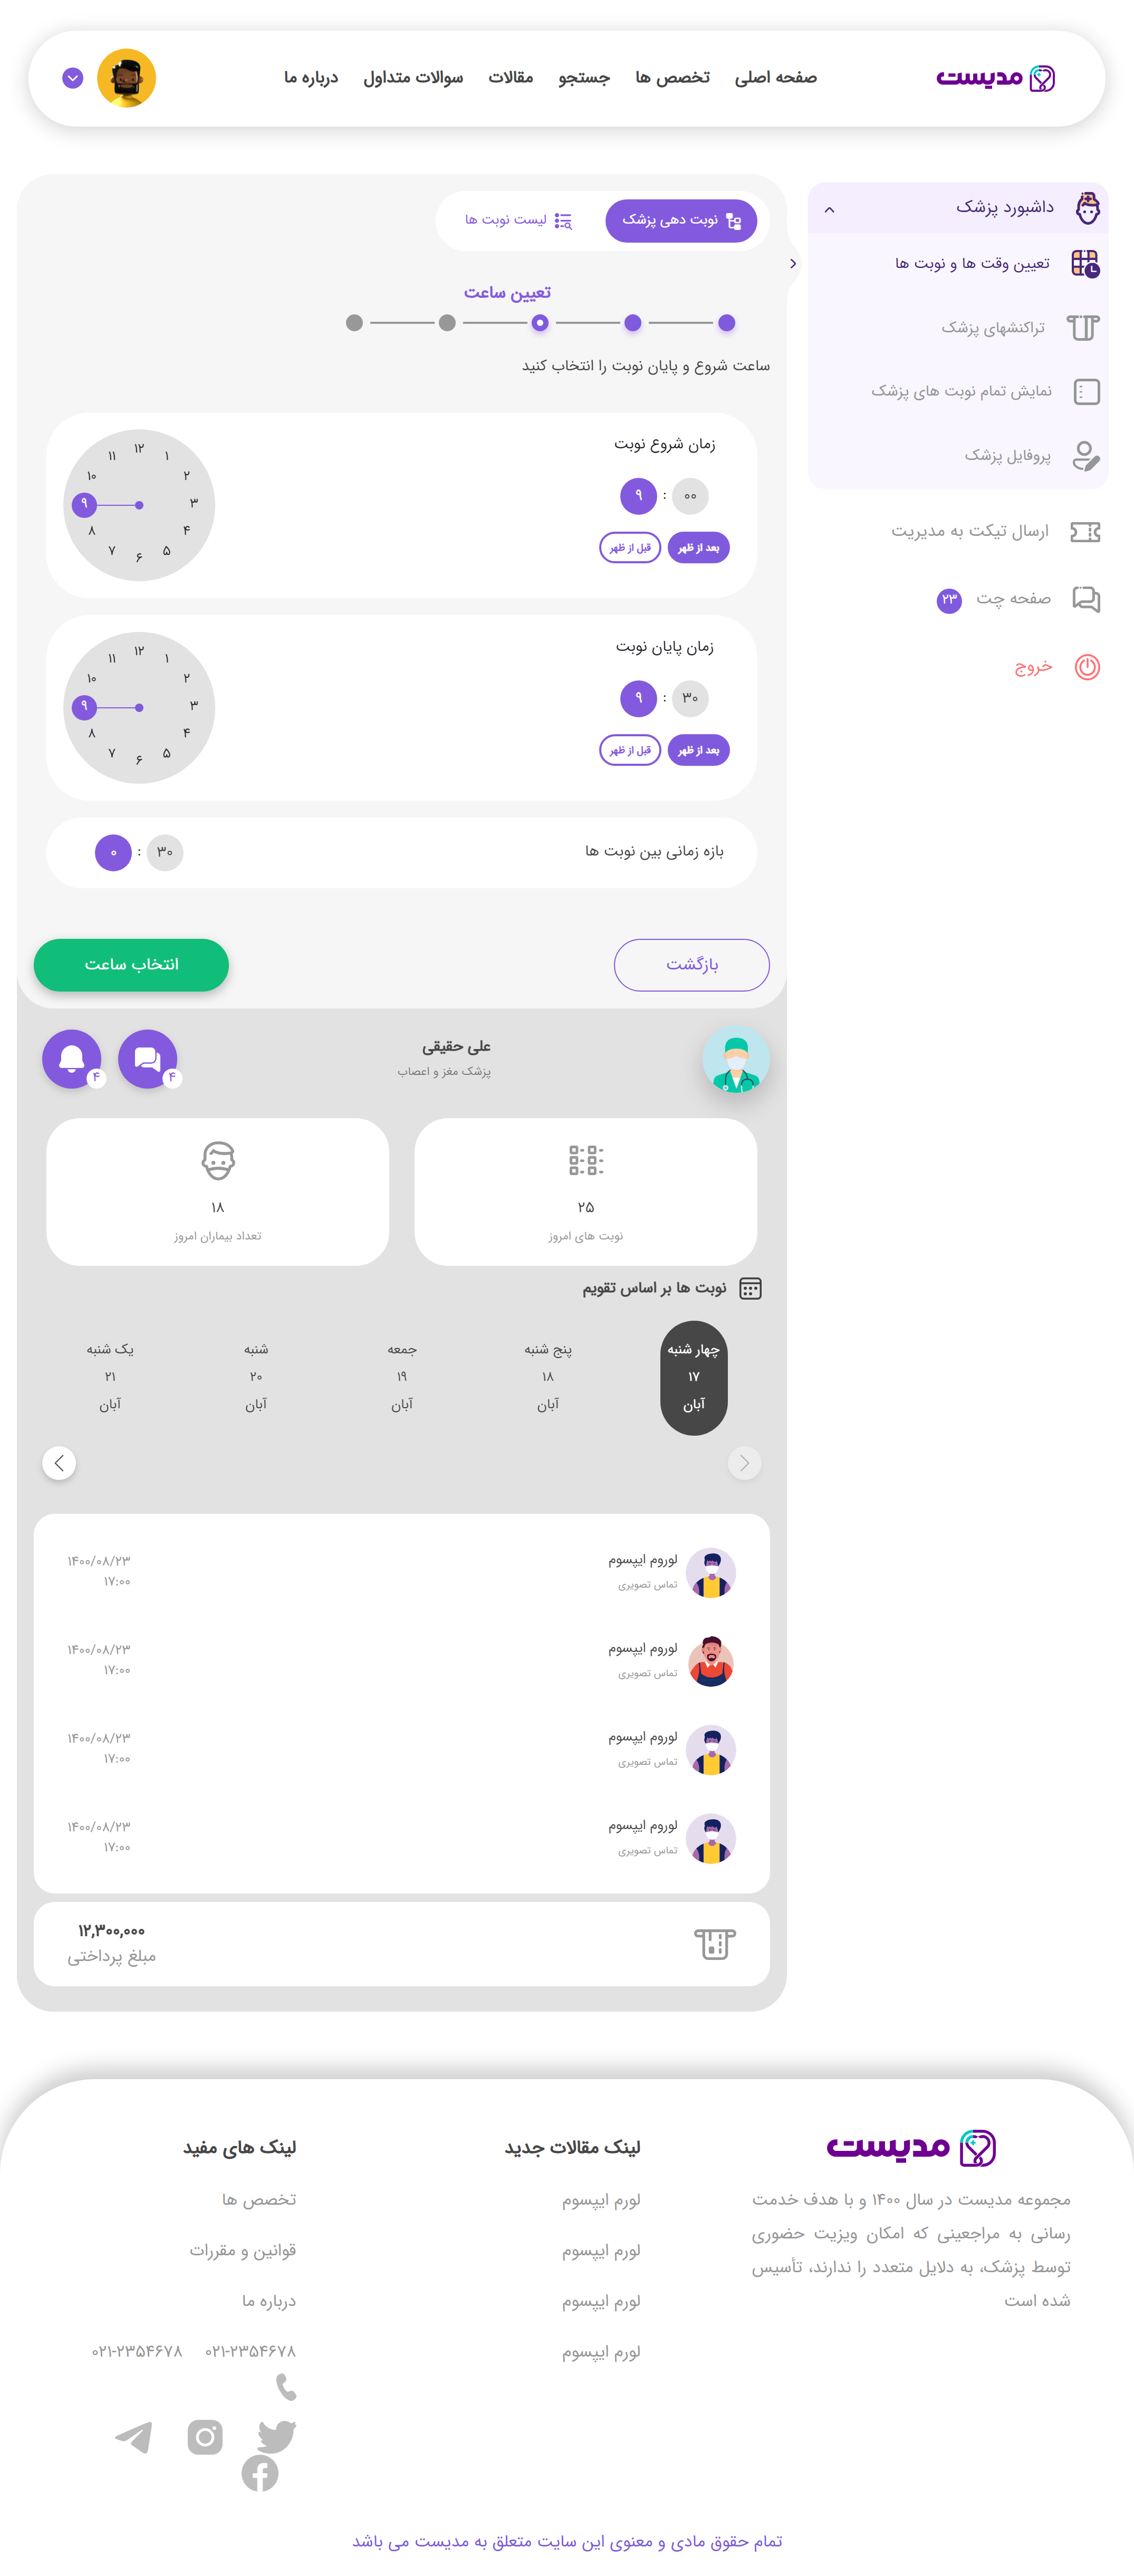 مدیست
صفحه اصلی
تخصص ها
جستجو
مقالات
سوالات متداول
درباره ما
داشبورد پزشک
تعیین وقت ها و نوبت ها
تراکنشهای پزشک
نمایش تمام نوبت های پزشک
پروفایل پزشک
ارسال تیکت به مدیریت
صفحه چت ۲۳
خروج
نوبت دهی پزشک
لیست نوبت ها
تعیین ساعت
ساعت شروع و پایان نوبت را انتخاب کنید
زمان شروع نوبت
۹ : ۰۰
بعد از ظهر
قبل از ظهر
۱۲
۱
۲
۳
۴
۵
۶
۷
۸
۹
۱۰
۱۱
زمان پایان نوبت
۹ : ۳۰
بعد از ظهر
قبل از ظهر
۱۲
۱
۲
۳
۴
۵
۶
۷
۸
۹
۱۰
۱۱
بازه زمانی بین نوبت ها
۰ : ۳۰
بازگشت
انتخاب ساعت
علی حقیقی
پزشک مغز و اعصاب
۴
۴
۲۵
نوبت های امروز
۱۸
تعداد بیماران امروز
نوبت ها بر اساس تقویم
چهار شنبه
۱۷
آبان
پنج شنبه
۱۸
آبان
جمعه
۱۹
آبان
شنبه
۲۰
آبان
یک شنبه
۲۱
آبان
لوروم ایپسوم
تماس تصویری
۱۴۰۰/۰۸/۲۳
۱۷:۰۰
لوروم ایپسوم
تماس تصویری
۱۴۰۰/۰۸/۲۳
۱۷:۰۰
لوروم ایپسوم
تماس تصویری
۱۴۰۰/۰۸/۲۳
۱۷:۰۰
لوروم ایپسوم
تماس تصویری
۱۴۰۰/۰۸/۲۳
۱۷:۰۰
۱۲,۳۰۰,۰۰۰
مبلغ پرداختی
مدیست
مجموعه مدیست در سال ۱۴۰۰ و با هدف خدمت
رسانی به مراجعینی که امکان ویزیت حضوری
توسط پزشک، به دلایل متعدد را ندارند، تأسیس
شده است
لینک مقالات جدید
لورم ایپسوم
لورم ایپسوم
لورم ایپسوم
لورم ایپسوم
لینک های مفید
تخصص ها
قوانین و مقررات
درباره ما
۰۲۱-۲۳۵۴۶۷۸
۰۲۱-۲۳۵۴۶۷۸
تمام حقوق مادی و معنوی این سایت متعلق به مدیست می باشد